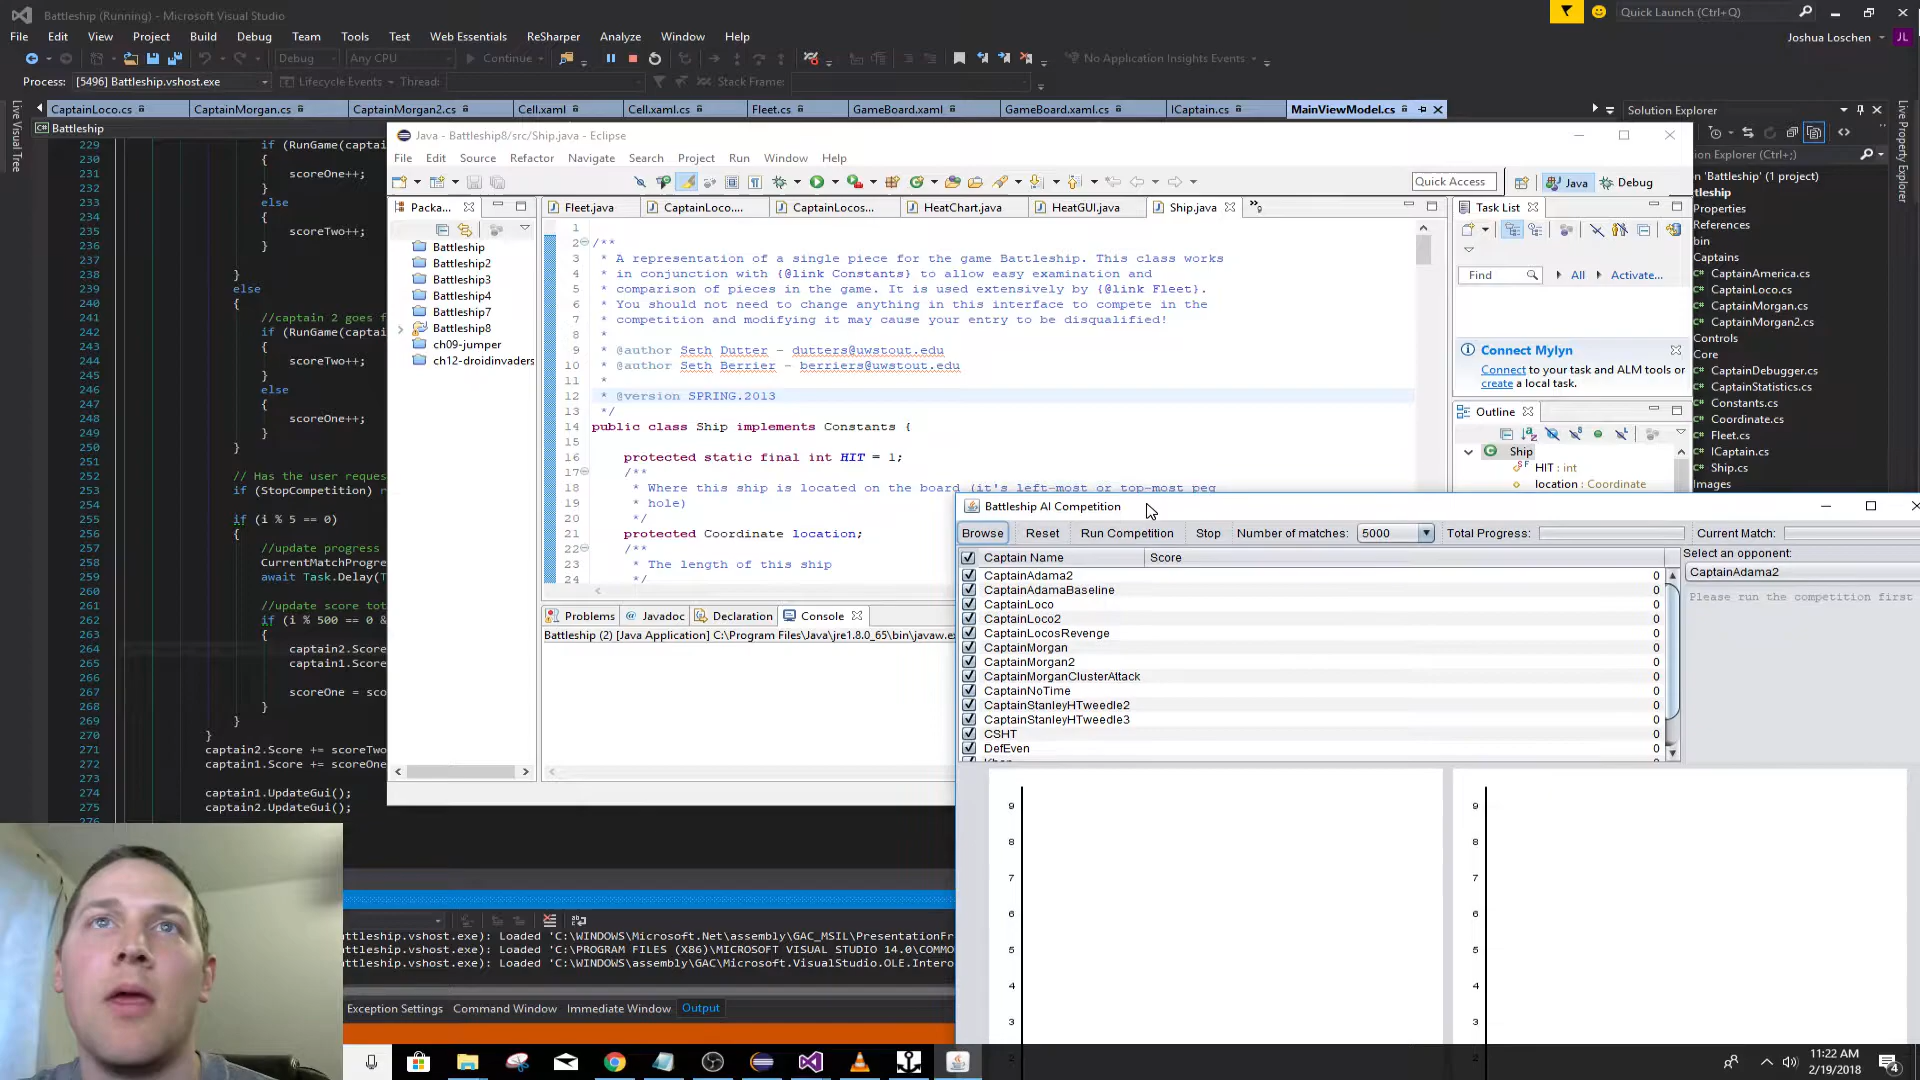 Battleship (Running) - Microsoft Visual Studio
Quick Launch (Ctrl+Q)
File Edit View Project Build Debug Team Tools Test Web Essentials ReSharper Analyze Window Help
Joshua Loschen JL
Debug Any CPU Continue No Application Insights Events
Process: [5496] Battleship.vshost.exe Lifecycle Events Thread: Stack Frame:
CaptainLoco.cs CaptainMorgan.cs CaptainMorgan2.cs Cell.xaml Cell.xaml.cs Fleet.cs GameBoard.xaml GameBoard.xaml.cs ICaptain.cs MainViewModel.cs
Live Visual Tree
Battleship
229 if (RunGame(captai
230 {
231 scoreOne++;
232 }
233 else
234 {
235 scoreTwo++;
236 }
237
238 }
239 else
240 {
241 //captain 2 goes f
242 if (RunGame(captai
243 {
244 scoreTwo++;
245 }
246 else
247 {
248 scoreOne++;
249 }
250 }
251
252 // Has the user reques
253 if (StopCompetition) r
254
255 if (i % 5 == 0)
256 {
257 //update progress
258 CurrentMatchProgre
259 await Task.Delay(T
260
261 //update score tot
262 if (i % 500 == 0 &
263 {
264 captain2.Score
265 captain1.Score
266
267 scoreOne = sco
268 }
269 }
270 }
271 captain2.Score += scoreTwo
272 captain1.Score += scoreOne
273
274 captain1.UpdateGui();
275 captain2.UpdateGui();
276
Java - Battleship8/src/Ship.java - Eclipse
File Edit Source Refactor Navigate Search Project Run Window Help
Quick Access Java Debug
Packa...
Battleship
Battleship2
Battleship3
Battleship4
Battleship7
Battleship8
ch09-jumper
ch12-droidinvaders
Fleet.java CaptainLoco.... CaptainLocos... HeatChart.java HeatGUI.java Ship.java
1
2 /**
3 * A representation of a single piece for the game Battleship. This class works
4 * in conjunction with {@link Constants} to allow easy examination and
5 * comparison of pieces in the game. It is used extensively by {@link Fleet}.
6 * You should not need to change anything in this interface to compete in the
7 * competition and modifying it may cause your entry to be disqualified!
8 *
9 * @author Seth Dutter - dutters@uwstout.edu
10 * @author Seth Berrier - berriers@uwstout.edu
11 *
12 * @version SPRING.2013
13 */
14 public class Ship implements Constants {
15
16 protected static final int HIT = 1;
17 /**
18 * Where this ship is located on the board (it's left-most or top-most peg
19 * hole)
20 */
21 protected Coordinate location;
22 /**
23 * The length of this ship
24 */
Problems Javadoc Declaration Console
Battleship (2) [Java Application] C:\Program Files\Java\jre1.8.0_65\bin\javaw.ex
Task List
Find All Activate...
Connect Mylyn
Connect to your task and ALM tools or
create a local task.
Outline
Ship
HIT : int
location : Coordinate
Solution Explorer
ion Explorer (Ctrl+;)
n 'Battleship' (1 project)
tleship
Properties
References
bin
Captains
CaptainAmerica.cs
CaptainLoco.cs
CaptainMorgan.cs
CaptainMorgan2.cs
Controls
Core
CaptainDebugger.cs
CaptainStatistics.cs
Constants.cs
Coordinate.cs
Fleet.cs
ICaptain.cs
Ship.cs
Images
Live Property Explorer
Battleship AI Competition
Browse Reset Run Competition Stop Number of matches: 5000 Total Progress: Current Match:
Captain Name Score
CaptainAdama2 0
CaptainAdamaBaseline 0
CaptainLoco 0
CaptainLoco2 0
CaptainLocosRevenge 0
CaptainMorgan 0
CaptainMorgan2 0
CaptainMorganClusterAttack 0
CaptainNoTime 0
CaptainStanleyHTweedle2 0
CaptainStanleyHTweedle3 0
CSHT 0
DefEven 0
Select an opponent:
CaptainAdama2
Please run the competition first
9 9
8 8
7 7
6 6
5 5
4 4
3 3
2 2
ttleship.vshost.exe): Loaded 'C:\WINDOWS\Microsoft.Net\assembly\GAC_MSIL\PresentationFr
ttleship.vshost.exe): Loaded 'C:\PROGRAM FILES (X86)\MICROSOFT VISUAL STUDIO 14.0\COMMO
ttleship.vshost.exe): Loaded 'C:\WINDOWS\assembly\GAC\Microsoft.VisualStudio.OLE.Intero
Exception Settings Command Window Immediate Window Output
11:22 AM
2/19/2018
4